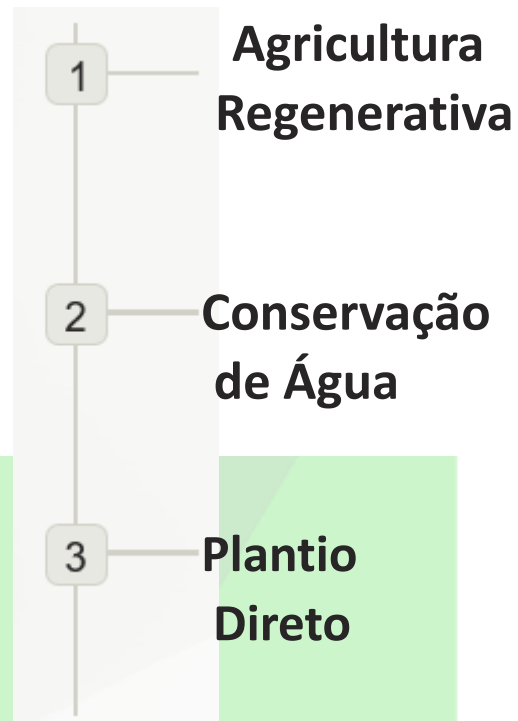 1
Agricultura
Regenerativa
2
Conservação
de Água
3
Plantio
Direto